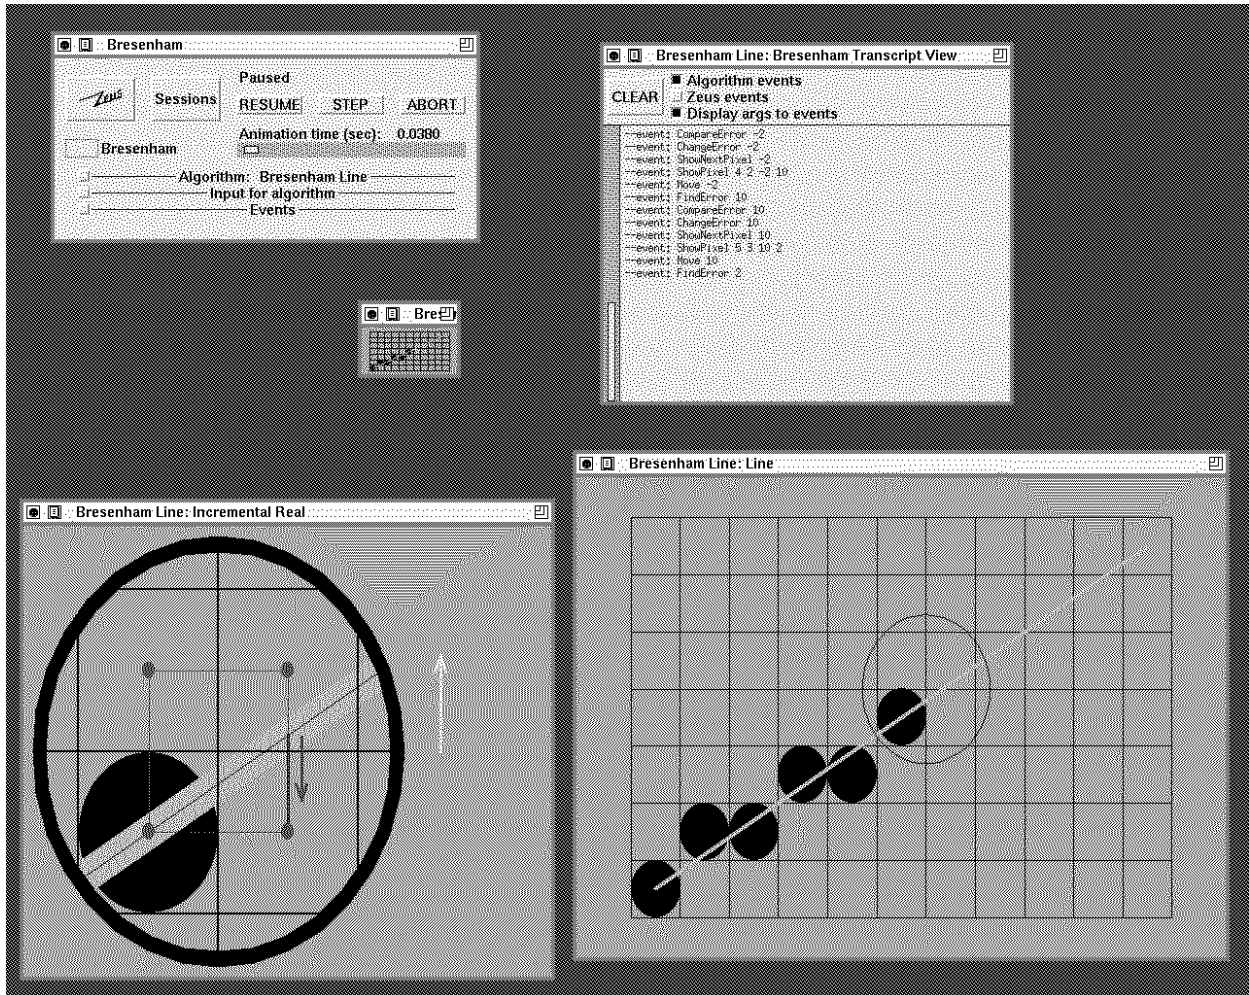 Bresenham
Zeus
Sessions
Paused
RESUME
STEP
ABORT
Animation time (sec): 0.0380
Bresenham
Algorithm: Bresenham Line
Input for algorithm
Events
Bresenham Line: Bresenham Transcript View
CLEAR
Algorithm events
Zeus events
Display args to events
--event: CompareError -2
--event: ChangeError -2
--event: ShowNextPixel -2
--event: ShowPixel 4 2 -2 10
--event: Move -2
--event: FindError 10
--event: CompareError 10
--event: ChangeError 10
--event: ShowNextPixel 10
--event: ShowPixel 5 3 10 2
--event: Move 10
--event: FindError 2
Bresenham Line: Incremental Real
Bresenham Line: Line